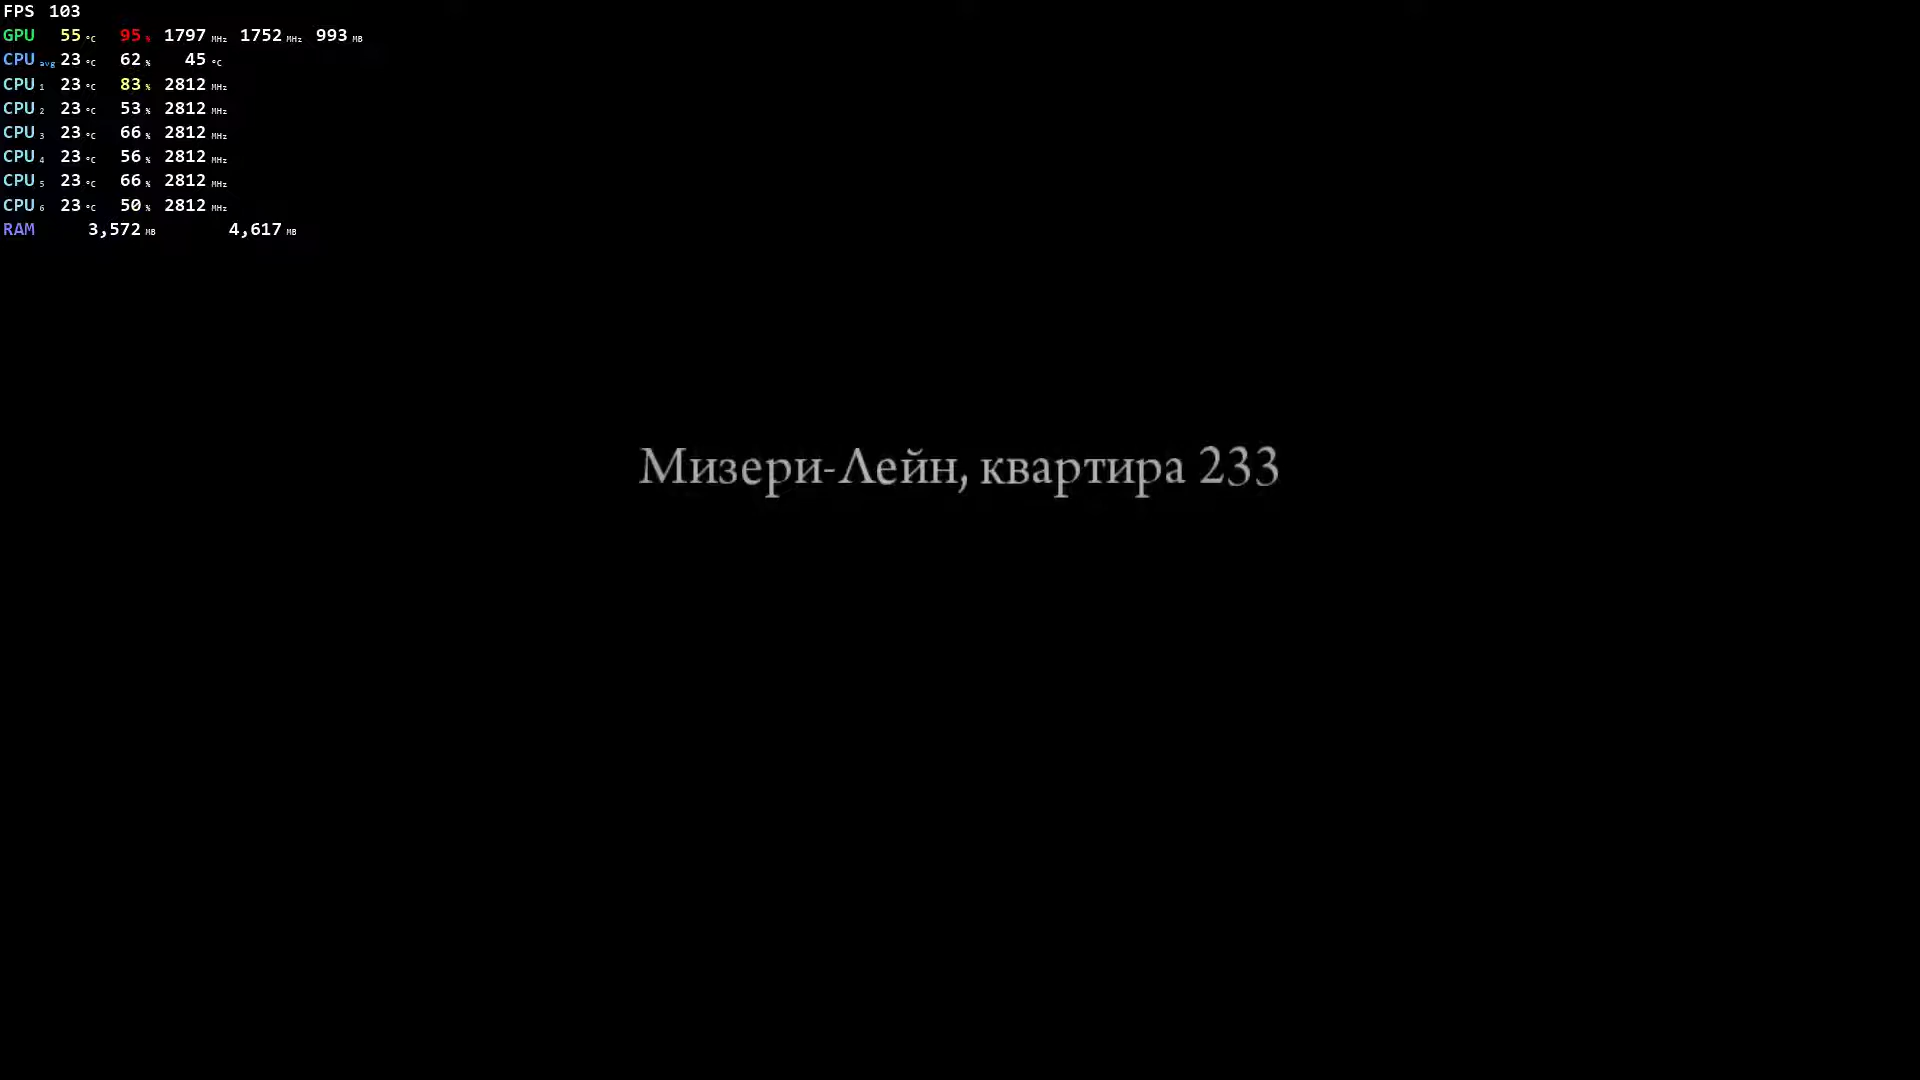 FPS 103
GPU 55 °C 95 % 1797 MHz 1752 MHz 993 MB
CPU avg 23 °C 62 % 45 °C
CPU 1 23 °C 83 % 2812 MHz
CPU 2 23 °C 53 % 2812 MHz
CPU 3 23 °C 66 % 2812 MHz
CPU 4 23 °C 56 % 2812 MHz
CPU 5 23 °C 66 % 2812 MHz
CPU 6 23 °C 50 % 2812 MHz
RAM 3,572 MB 4,617 MB
Мизери-Лейн, квартира 233